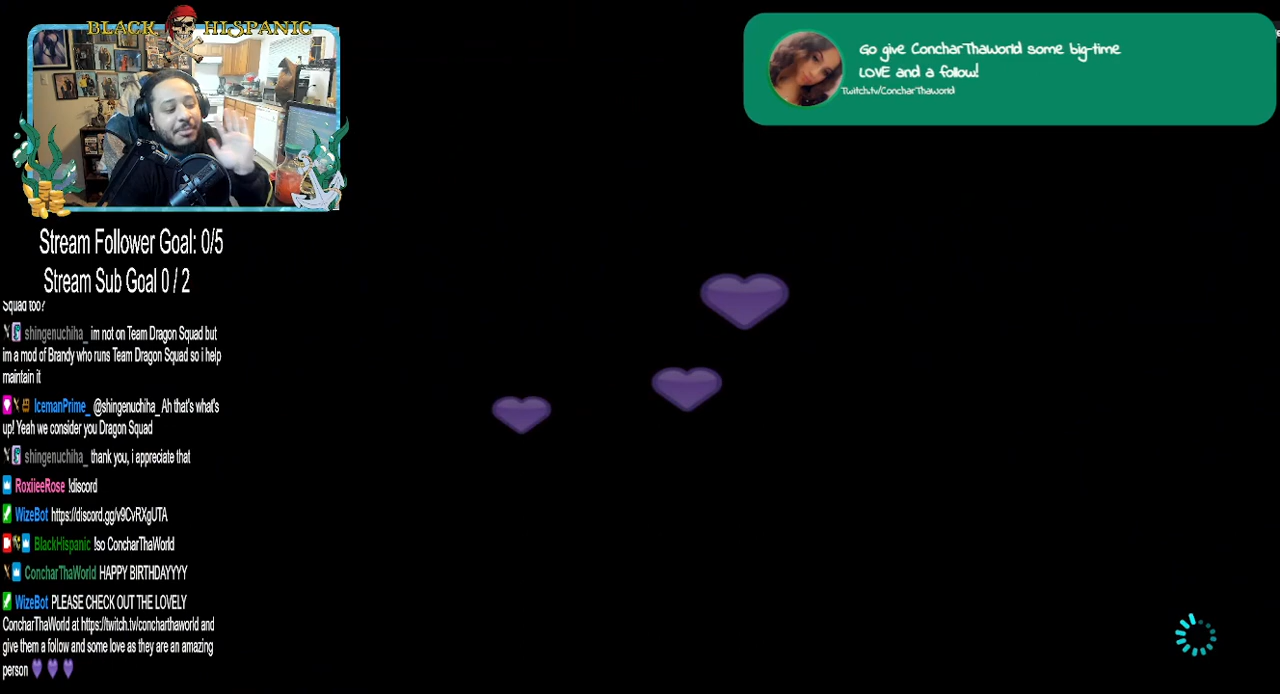 BLACK HISPANIC
Go give ConcharThaWorld some big-time
LOVE and a follow!
Twitch.tv/ConcharThaWorld
Stream Follower Goal: 0/5
Stream Sub Goal 0 / 2
Squad too?
shingenuchiha_ im not on Team Dragon Squad but
im a mod of Brandy who runs Team Dragon Squad so i help
maintain it
IcemanPrime_ @shingenuchiha_ Ah that's what's
up! Yeah we consider you Dragon Squad
shingenuchiha_ thank you, i appreciate that
RoxiieeRose !discord
WizeBot https://discord.gg/v9CvRXgUTA
BlackHispanic !so ConcharThaWorld
ConcharThaWorld HAPPY BIRTHDAYYYY
WizeBot PLEASE CHECK OUT THE LOVELY
ConcharThaWorld at https://twitch.tv/concharthaworld and
give them a follow and some love as they are an amazing
person